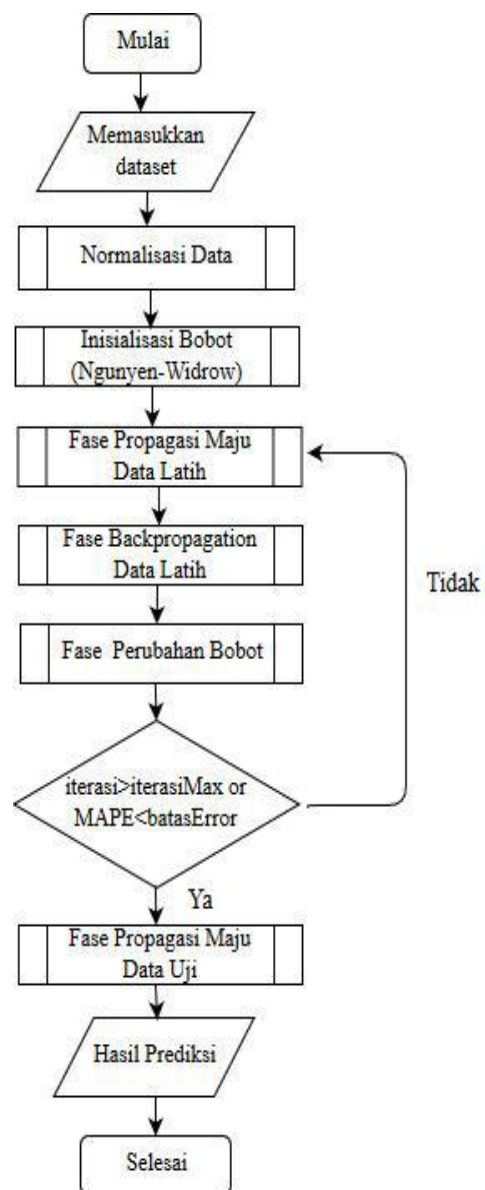 Mulai
Memasukkan
dataset
Normalisasi Data
Inisialisasi Bobot
(Ngunyen-Widrow)
Fase Propagasi Maju
Data Latih
Fase Backpropagation
Data Latih
Fase Perubahan Bobot
iterasi>iterasiMax or
MAPE<batasError
Tidak
Ya
Fase Propagasi Maju
Data Uji
Hasil Prediksi
Selesai